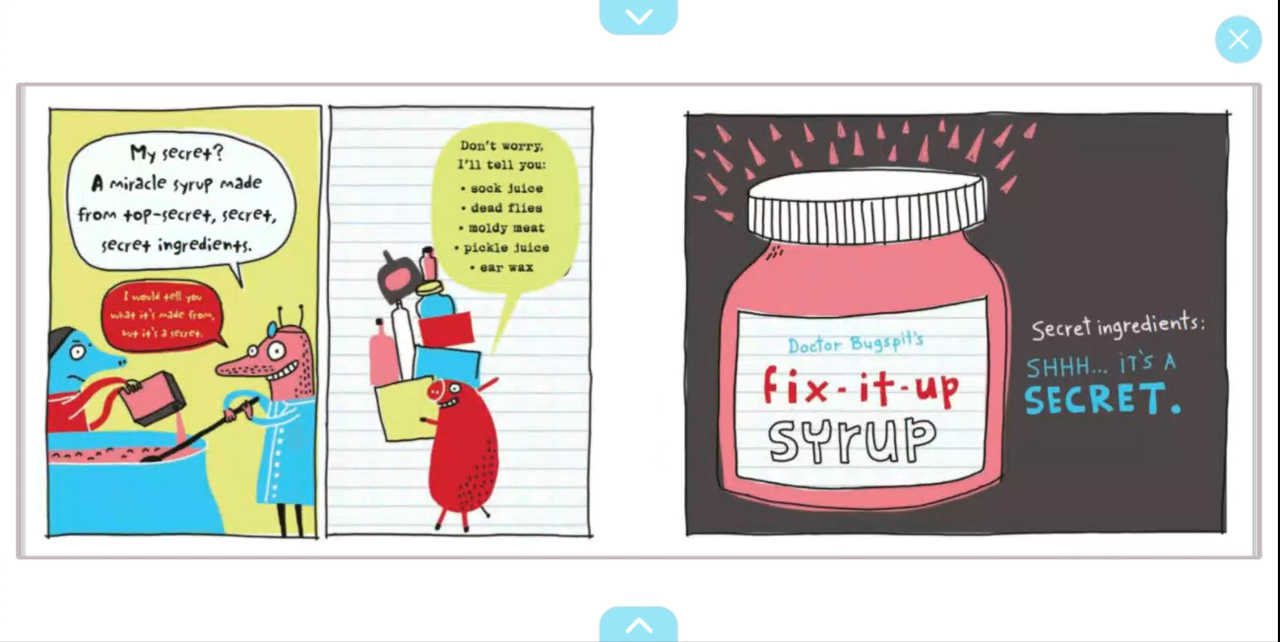 My secret?
A miracle syrup made
from top-secret, secret,
secret ingredients.
I would tell you
what it's made from,
but it's a secret.
Don't worry,
I'll tell you:
• sock juice
• dead flies
• moldy meat
• pickle juice
• ear wax
Doctor Bugspit's
fix-it-up
syrup
Secret ingredients:
SHHH... iT'S A
SECRET.